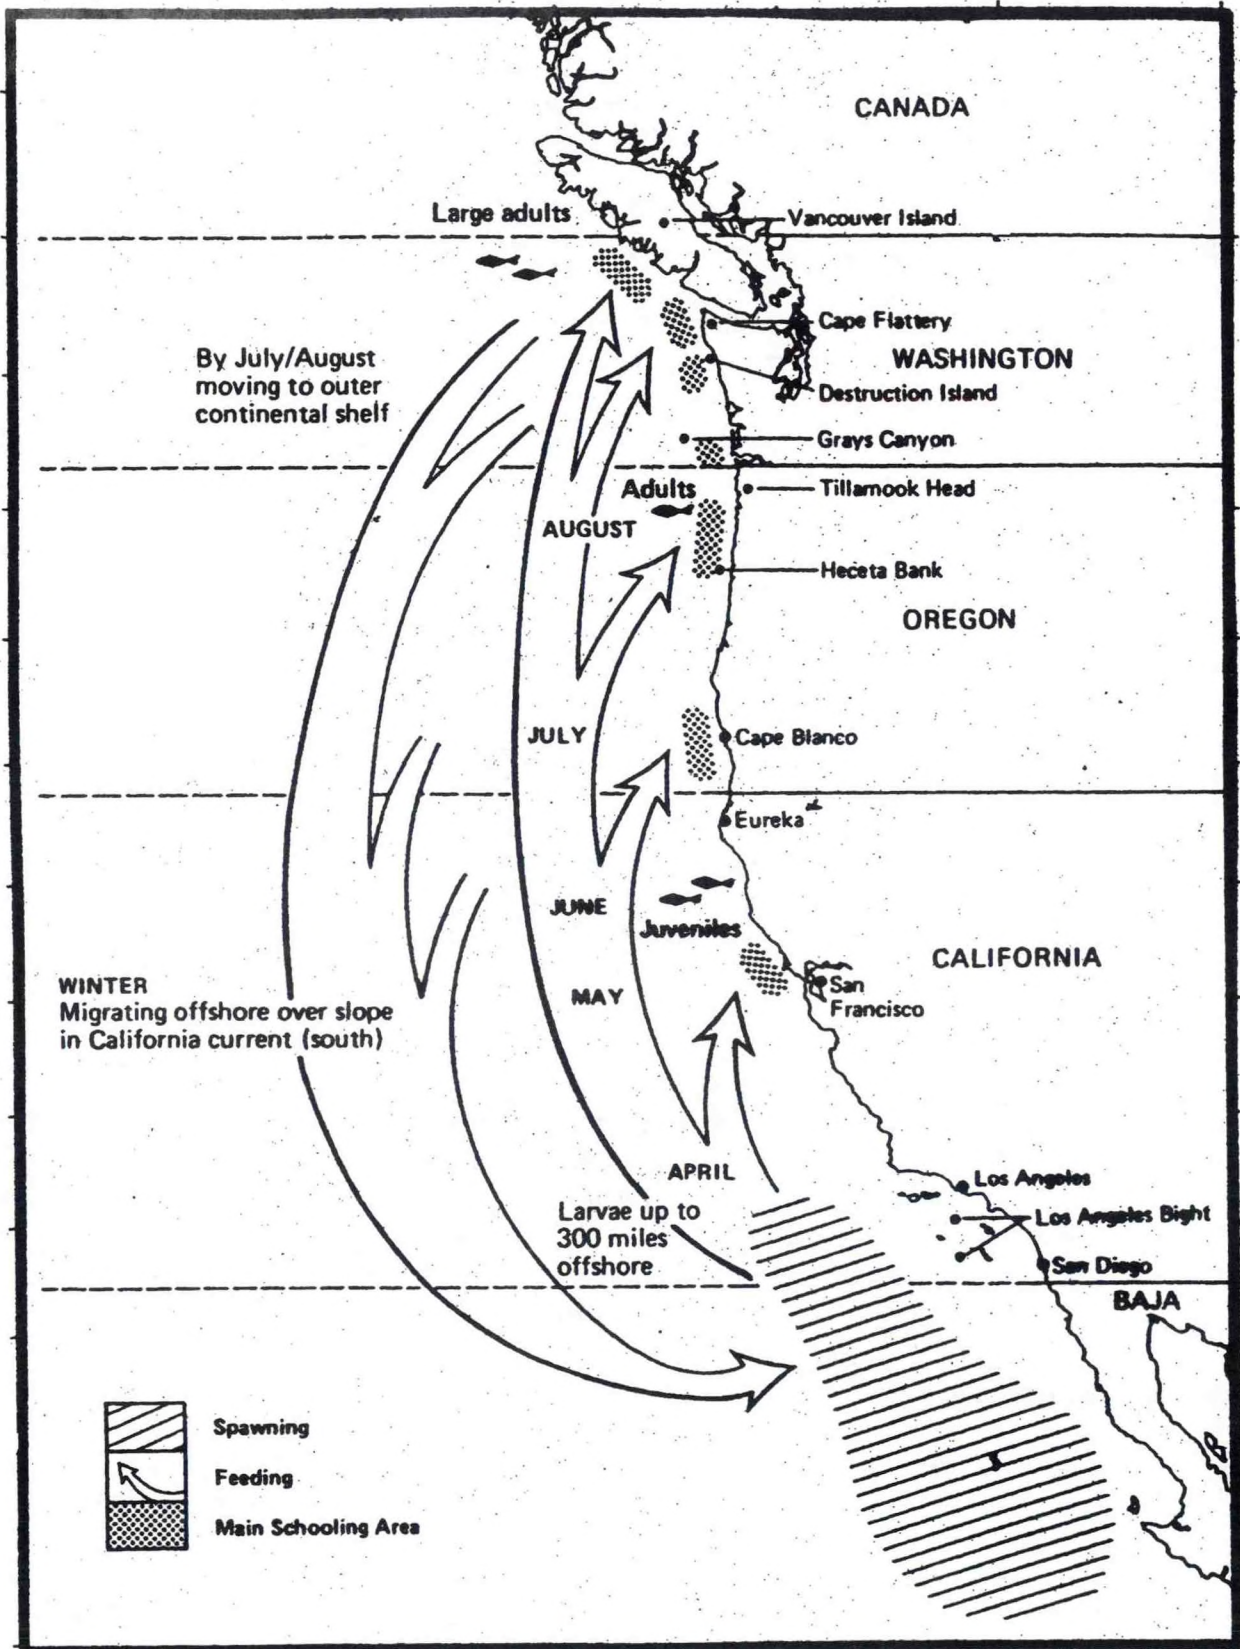 CANADA
Large adults
Vancouver Island
Cape Flattery
By July/August
moving to outer
continental shelf
WASHINGTON
Destruction Island
Grays Canyon
Adults
Tillamook Head
AUGUST
Heceta Bank
OREGON
JULY
Cape Blanco
Eureka
JUNE
Juveniles
CALIFORNIA
WINTER
Migrating offshore over slope
in California current (south)
MAY
San
Francisco
APRIL
Los Angeles
Larvae up to
300 miles
offshore
Los Angeles Bight
San Diego
BAJA
Spawning
Feeding
Main Schooling Area